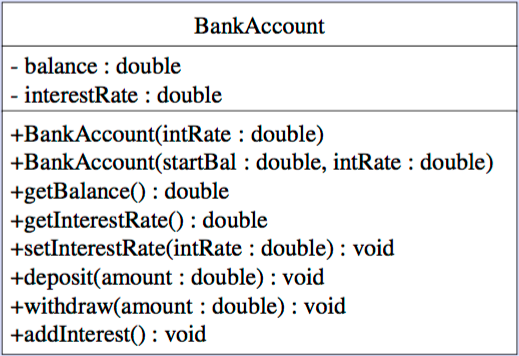 BankAccount
- balance : double
- interestRate : double
+BankAccount(intRate : double)
+BankAccount(startBal : double, intRate : double)
+getBalance() : double
+getInterestRate() : double
+setInterestRate(intRate : double) : void
+deposit(amount : double) : void
+withdraw(amount : double) : void
+addInterest() : void